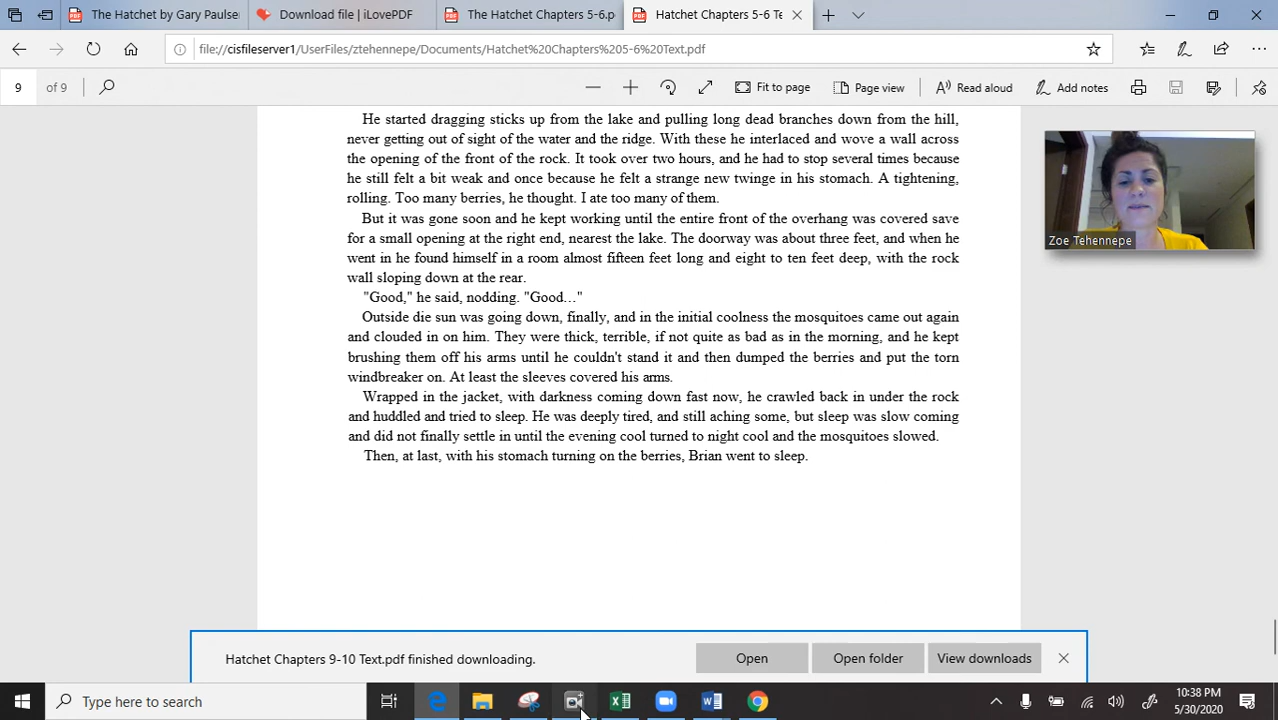 The Hatchet by Gary Paulse
Download file | iLovePDF
The Hatchet Chapters 5-6.p
Hatchet Chapters 5-6 Te
file://cisfileserver1/UserFiles/ztehennepe/Documents/Hatchet%20Chapters%205-6%20Text.pdf
9 of 9
Fit to page
Page view
Read aloud
Add notes
He started dragging sticks up from the lake and pulling long dead branches down from the hill,
never getting out of sight of the water and the ridge. With these he interlaced and wove a wall across
the opening of the front of the rock. It took over two hours, and he had to stop several times because
he still felt a bit weak and once because he felt a strange new twinge in his stomach. A tightening,
rolling. Too many berries, he thought. I ate too many of them.
But it was gone soon and he kept working until the entire front of the overhang was covered save
for a small opening at the right end, nearest the lake. The doorway was about three feet, and when he
went in he found himself in a room almost fifteen feet long and eight to ten feet deep, with the rock
wall sloping down at the rear.
"Good," he said, nodding. "Good..."
Outside die sun was going down, finally, and in the initial coolness the mosquitoes came out again
and clouded in on him. They were thick, terrible, if not quite as bad as in the morning, and he kept
brushing them off his arms until he couldn't stand it and then dumped the berries and put the torn
windbreaker on. At least the sleeves covered his arms.
Wrapped in the jacket, with darkness coming down fast now, he crawled back in under the rock
and huddled and tried to sleep. He was deeply tired, and still aching some, but sleep was slow coming
and did not finally settle in until the evening cool turned to night cool and the mosquitoes slowed.
Then, at last, with his stomach turning on the berries, Brian went to sleep.
Zoe Tehennepe
Hatchet Chapters 9-10 Text.pdf finished downloading.
Open
Open folder
View downloads
Type here to search
10:38 PM
5/30/2020